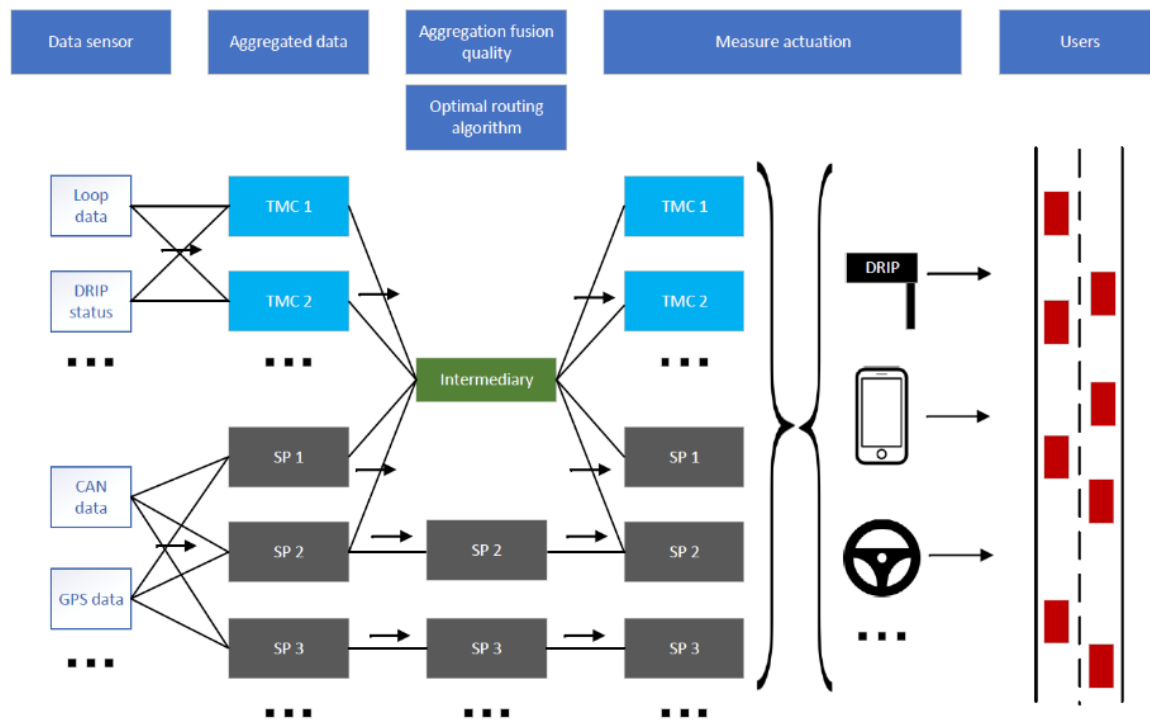 Data sensor
Aggregated data
Aggregation fusion
quality
Measure actuation
Users
Optimal routing
algorithm
Loop
data
TMC 1
TMC 1
DRIP
status
TMC 2
TMC 2
DRIP
Intermediary
SP 1
SP 1
CAN
data
SP 2
SP 2
SP 2
GPS data
SP 3
SP 3
SP 3